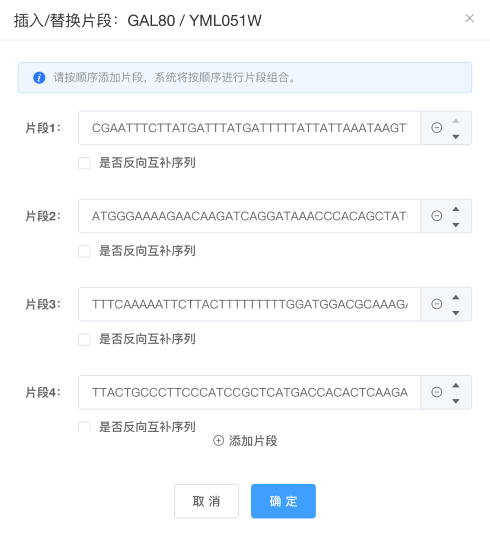 插入/替换片段：GAL80 / YML051W
请按顺序添加片段，系统将按顺序进行片段组合。
片段1:
CGAATTTCTTATGATTTATGATTTTTATTATTAAATAAGT
是否反向互补序列
片段2:
ATGGGAAAAGAACAAGATCAGGATAAACCCACAGCTAT
是否反向互补序列
片段3:
TTTCAAAAATTCTTACTTTTTTTTTGGATGGACGCAAAGA
是否反向互补序列
片段4:
TTACTGCCCTTCCCATCCGCTCATGACCACACTCAAGA
是否反向互补序列
添加片段
取 消
确 定